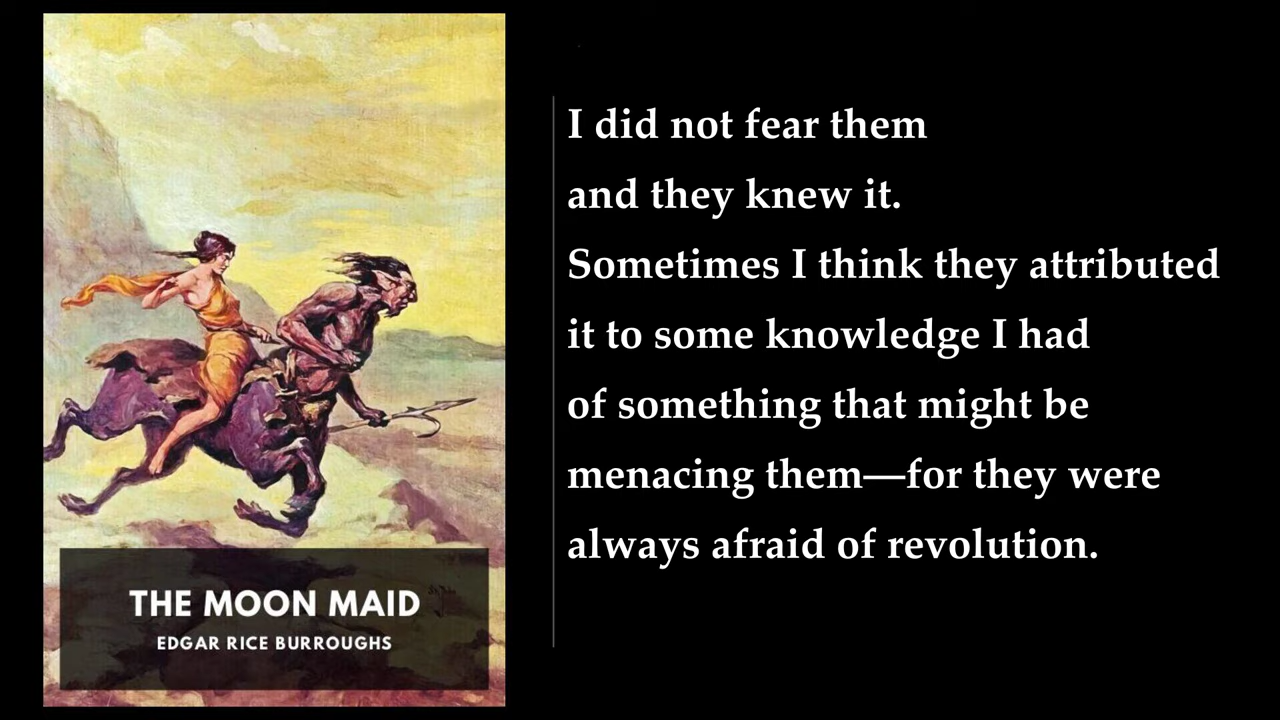 THE MOON MAID
EDGAR RICE BURROUGHS
I did not fear them
and they knew it.
Sometimes I think they attributed
it to some knowledge I had
of something that might be
menacing them—for they were
always afraid of revolution.